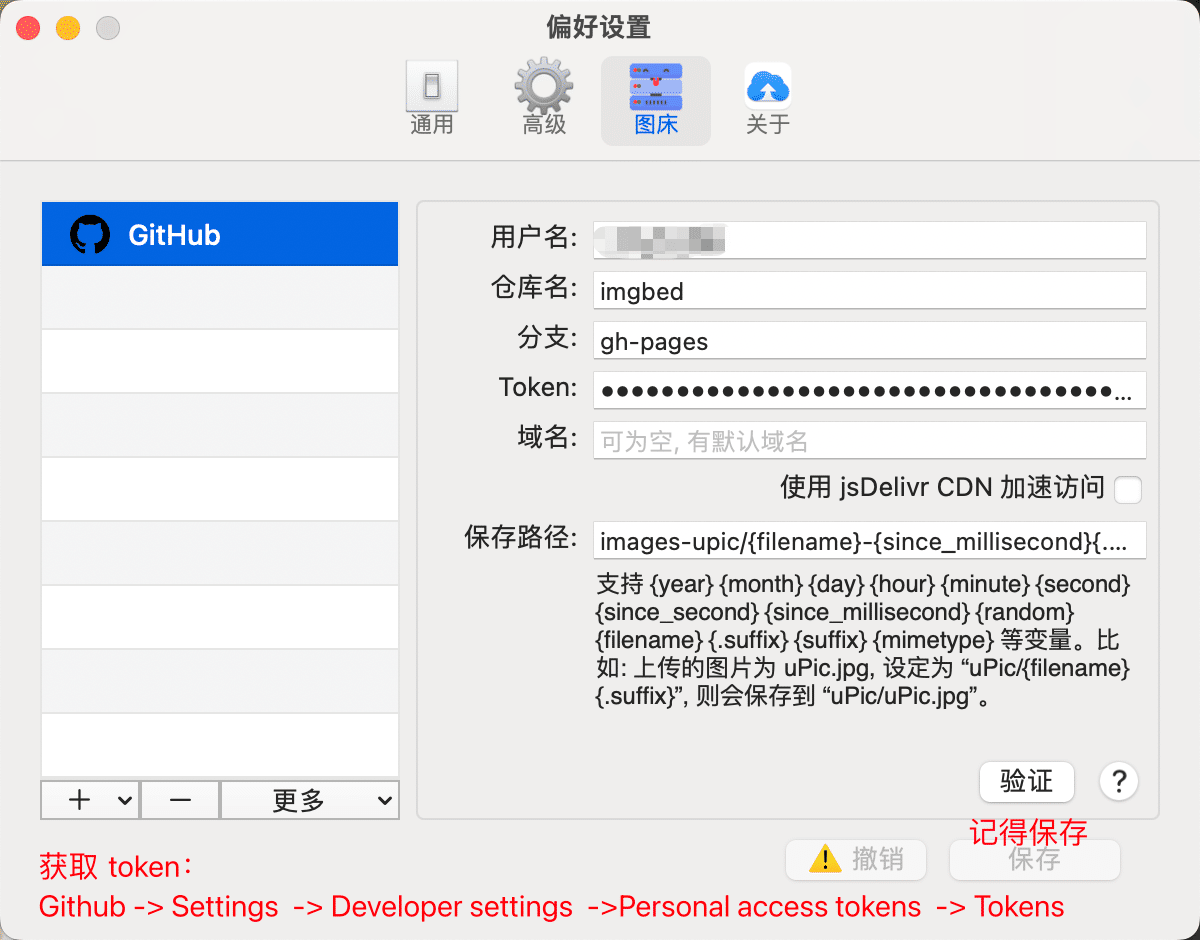 偏好设置
通用
高级
图床
关于
GitHub
用户名:
仓库名: imgbed
分支: gh-pages
Token: ●●●●●●●●●●●●●●●●●●●●●●●●●●●●●●●●●●...
域名: 可为空, 有默认域名
使用 jsDelivr CDN 加速访问
保存路径: images-upic/{filename}-{since_millisecond}{....
支持 {year} {month} {day} {hour} {minute} {second}
{since_second} {since_millisecond} {random}
{filename} {.suffix} {suffix} {mimetype} 等变量。比
如: 上传的图片为 uPic.jpg, 设定为 “uPic/{filename}
{.suffix}”, 则会保存到 “uPic/uPic.jpg”。
验证
?
更多
记得保存
撤销
保存
获取 token：
Github -> Settings -> Developer settings ->Personal access tokens -> Tokens